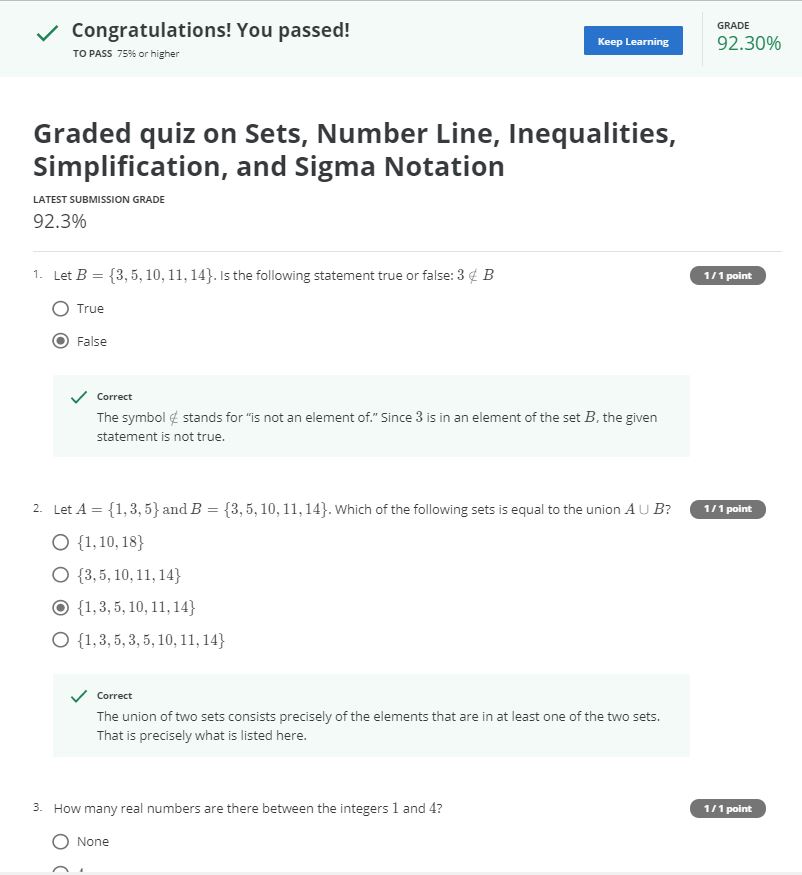 Congratulations! You passed!
TO PASS 75% or higher
Keep Learning
GRADE
92.30%
Graded quiz on Sets, Number Line, Inequalities,
Simplification, and Sigma Notation
LATEST SUBMISSION GRADE
92.3%
1. Let B = {3, 5, 10, 11, 14}. Is the following statement true or false: 3 ∉ B
1 / 1 point
True
False
Correct
The symbol ∉ stands for “is not an element of.” Since 3 is in an element of the set B, the given
statement is not true.
2. Let A = {1, 3, 5} and B = {3, 5, 10, 11, 14}. Which of the following sets is equal to the union A ∪ B?
1 / 1 point
{1, 10, 18}
{3, 5, 10, 11, 14}
{1, 3, 5, 10, 11, 14}
{1, 3, 5, 3, 5, 10, 11, 14}
Correct
The union of two sets consists precisely of the elements that are in at least one of the two sets.
That is precisely what is listed here.
3. How many real numbers are there between the integers 1 and 4?
1 / 1 point
None